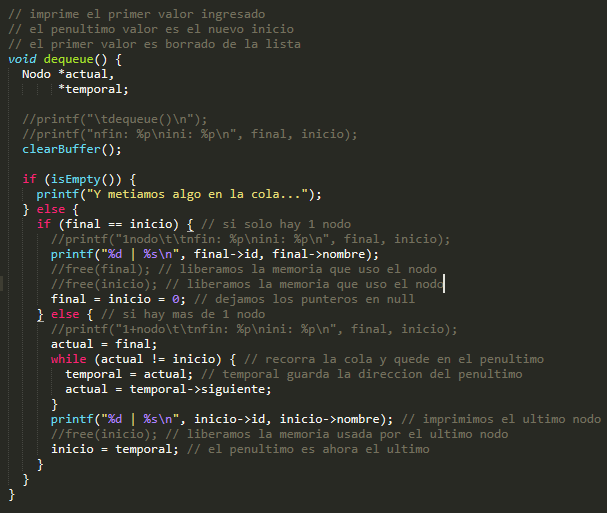 // imprime el primer valor ingresado
// el penultimo valor es el nuevo inicio
// el primer valor es borrado de la lista
void dequeue() {
  Nodo *actual,
       *temporal;

  //printf("\tdequeue()\n");
  //printf("nfin: %p\nini: %p\n", final, inicio);
  clearBuffer();

  if (isEmpty()) {
    printf("Y metiamos algo en la cola...");
  } else {
    if (final == inicio) { // si solo hay 1 nodo
      //printf("1nodo\t\tnfin: %p\nini: %p\n", final, inicio);
      printf("%d | %s\n", final->id, final->nombre);
      //free(final); // liberamos la memoria que uso el nodo
      //free(inicio); // liberamos la memoria que uso el nodo
      final = inicio = 0; // dejamos los punteros en null
    } else { // si hay mas de 1 nodo
      //printf("1+nodo\t\tnfin: %p\nini: %p\n", final, inicio);
      actual = final;
      while (actual != inicio) { // recorra la cola y quede en el penultimo
        temporal = actual; // temporal guarda la direccion del penultimo
        actual = temporal->siguiente;
      }
      printf("%d | %s\n", inicio->id, inicio->nombre); // imprimimos el ultimo nodo
      //free(inicio); // liberamos la memoria usada por el ultimo nodo
      inicio = temporal; // el penultimo es ahora el ultimo
    }
  }
}